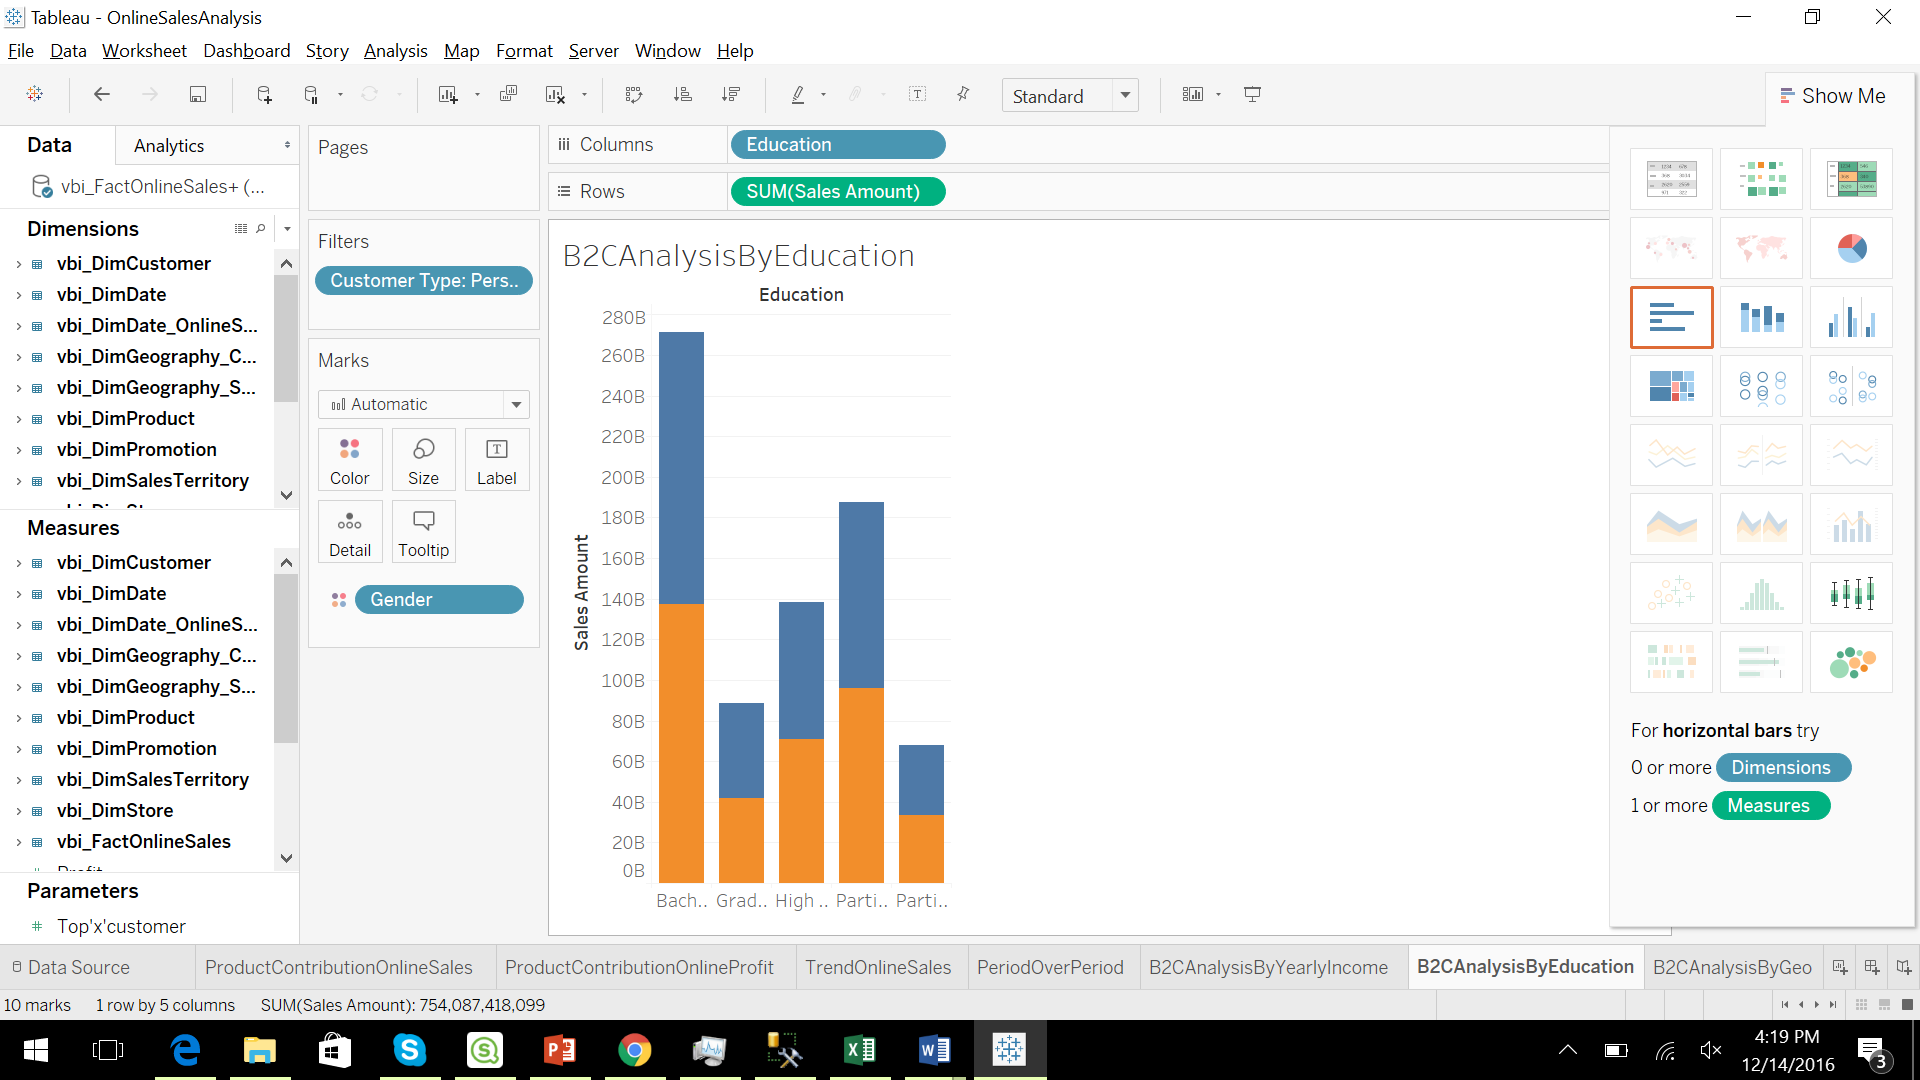 Tableau - OnlineSalesAnalysis
File Data Worksheet Dashboard Story Analysis Map Format Server Window Help
Standard
Show Me
Data
Analytics
vbi_FactOnlineSales+ (...
Dimensions
vbi_DimCustomer
vbi_DimDate
vbi_DimDate_OnlineS...
vbi_DimGeography_C...
vbi_DimGeography_S...
vbi_DimProduct
vbi_DimPromotion
vbi_DimSalesTerritory
Measures
vbi_DimCustomer
vbi_DimDate
vbi_DimDate_OnlineS...
vbi_DimGeography_C...
vbi_DimGeography_S...
vbi_DimProduct
vbi_DimPromotion
vbi_DimSalesTerritory
vbi_DimStore
vbi_FactOnlineSales
Parameters
Top'x'customer
Pages
Filters
Customer Type: Pers..
Marks
Automatic
Color
Size
Label
Detail
Tooltip
Gender
Columns
Education
Rows
SUM(Sales Amount)
B2CAnalysisByEducation
Education
280B
260B
240B
220B
200B
180B
160B
140B
120B
100B
80B
60B
40B
20B
0B
Sales Amount
Bach.. Grad.. High .. Parti.. Parti..
For horizontal bars try
0 or more Dimensions
1 or more Measures
Data Source
ProductContributionOnlineSales
ProductContributionOnlineProfit
TrendOnlineSales
PeriodOverPeriod
B2CAnalysisByYearlyIncome
B2CAnalysisByEducation
B2CAnalysisByGeo
10 marks 1 row by 5 columns SUM(Sales Amount): 754,087,418,099
4:19 PM
12/14/2016
3